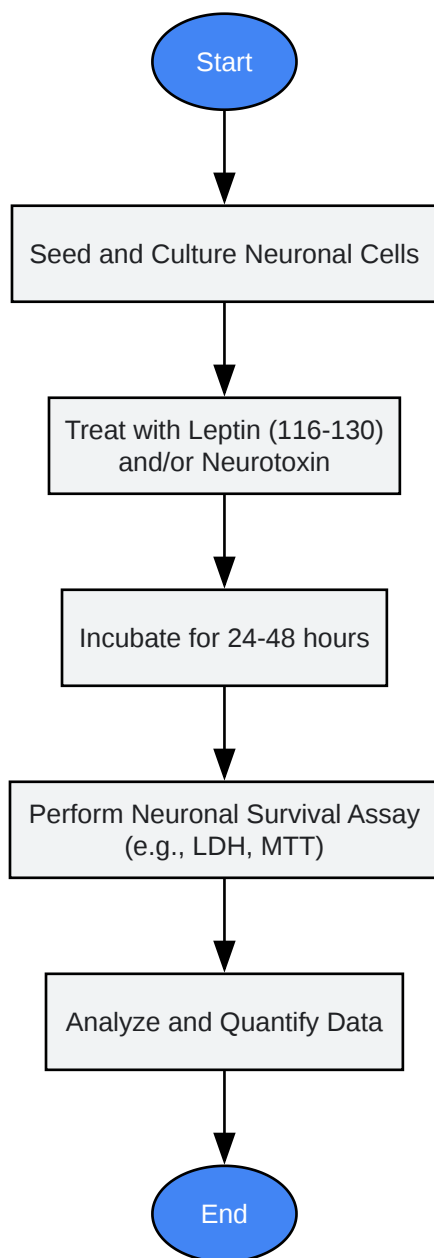 Start
Seed and Culture Neuronal Cells
Treat with Leptin (116-130)
and/or Neurotoxin
Incubate for 24-48 hours
Perform Neuronal Survival Assay
(e.g., LDH, MTT)
Analyze and Quantify Data
End